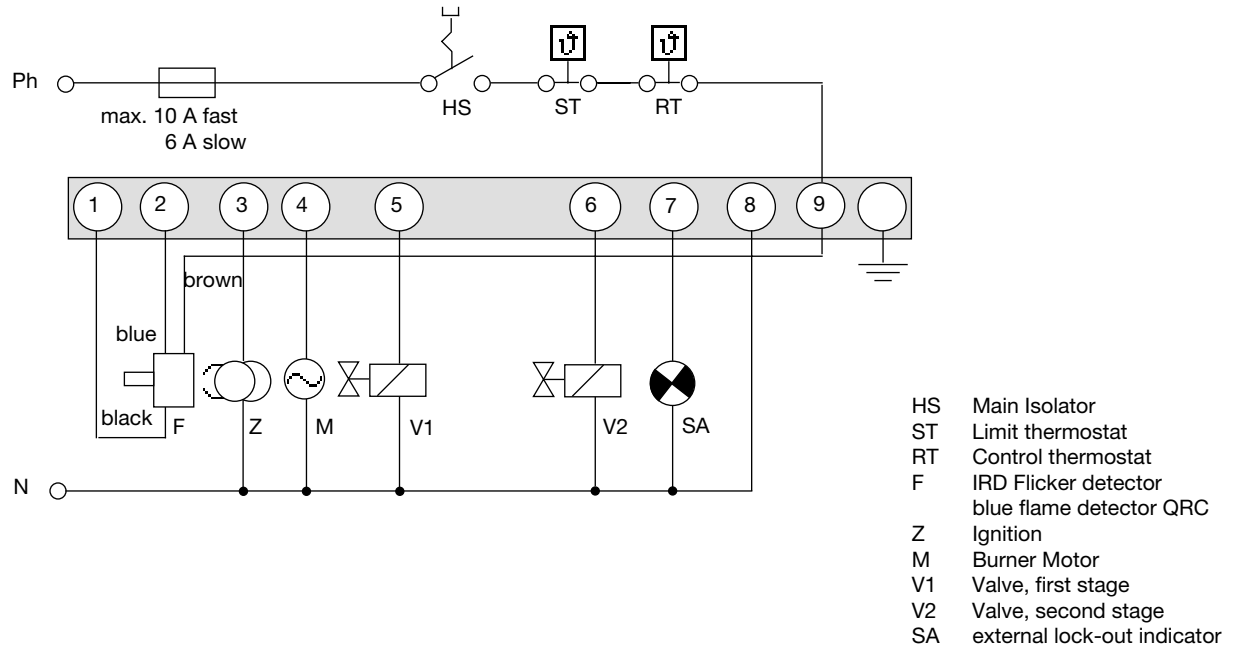 Ph
max. 10 A fast
6 A slow
HS
ϑ
ST
ϑ
RT
1 2 3 4 5 6 7 8 9
brown
blue
black
F
Z
M
V1
V2
SA
N
HS Main Isolator
ST Limit thermostat
RT Control thermostat
F IRD Flicker detector
blue flame detector QRC
Z Ignition
M Burner Motor
V1 Valve, first stage
V2 Valve, second stage
SA external lock-out indicator